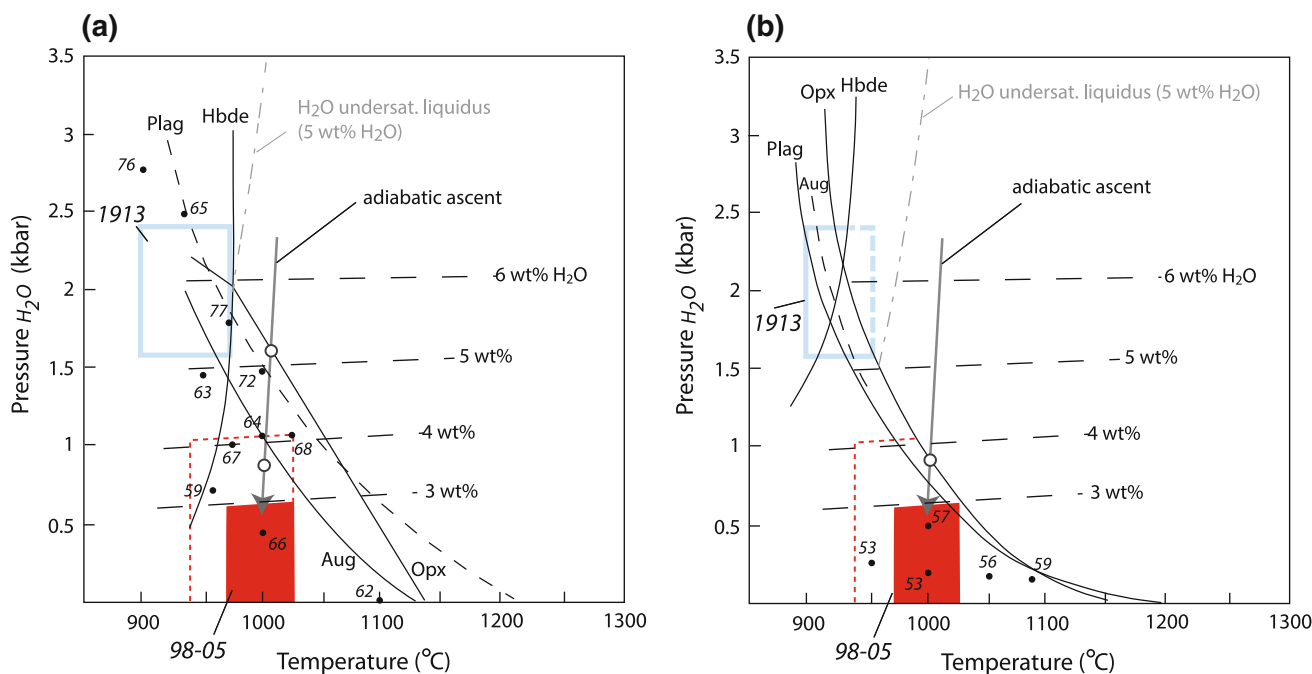 (a)
3.5
3
2.5
2
1.5
1
0.5
Pressure H2O (kbar)
Plag
Hbde
H2O undersat. liquidus
(5 wt% H2O)
adiabatic ascent
76
65
1913
6 wt% H2O
77
5 wt%
72
63
64
4 wt%
67
68
59
3 wt%
66
Aug
Opx
62
900
1000
1100
1200
1300
98-05
Temperature (°C)
(b)
3.5
3
2.5
2
1.5
1
0.5
Pressure H2O (kbar)
Opx
Hbde
H2O undersat. liquidus (5 wt% H2O)
Plag
Aug
adiabatic ascent
6 wt% H2O
1913
5 wt%
4 wt%
3 wt%
57
53
56
59
53
900
1000
1100
1200
1300
98-05
Temperature (°C)